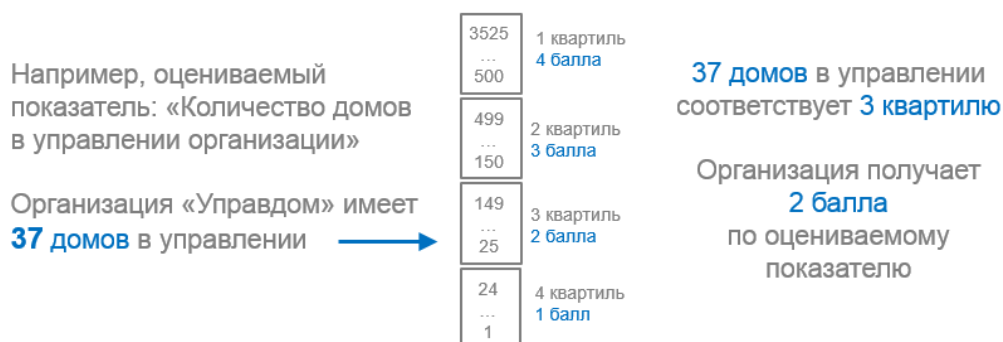 Например, оцениваемый
показатель: «Количество домов
в управлении организации»
Организация «Управдом» имеет
37 домов в управлении
3525
...
500
1 квартиль
4 балла
499
...
150
2 квартиль
3 балла
149
...
25
3 квартиль
2 балла
24
...
1
4 квартиль
1 балл
37 домов в управлении
соответствует 3 квартилю
Организация получает
2 балла
по оцениваемому
показателю